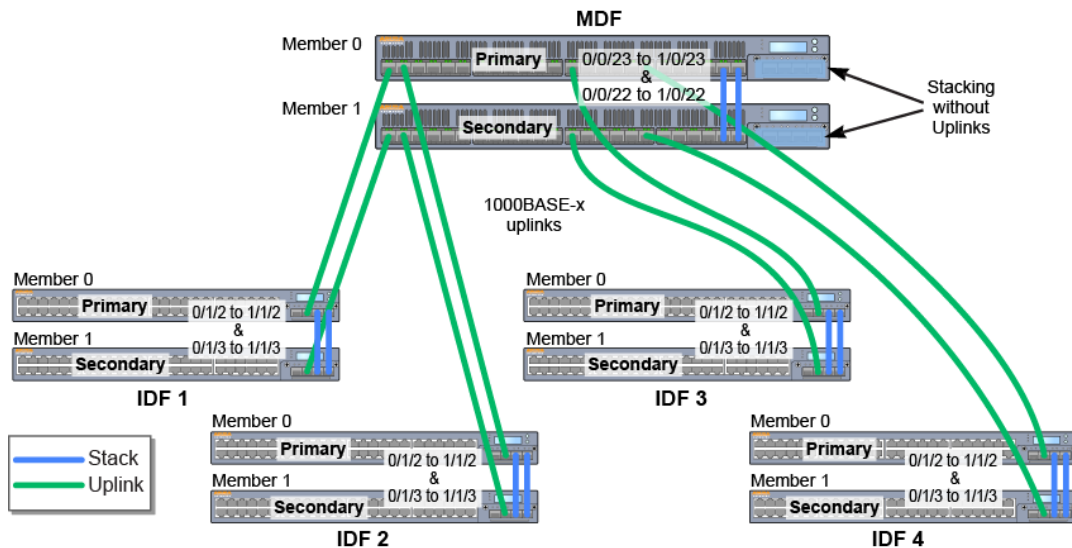 MDF
Member 0
Primary
0/0/23 to 1/0/23
&
0/0/22 to 1/0/22
Member 1
Secondary
Stacking
without
Uplinks
1000BASE-x
uplinks
Member 0
Primary
0/1/2 to 1/1/2
&
0/1/3 to 1/1/3
Member 1
Secondary
IDF 1
Member 0
Primary
0/1/2 to 1/1/2
&
0/1/3 to 1/1/3
Member 1
Secondary
IDF 3
Member 0
Primary
0/1/2 to 1/1/2
&
0/1/3 to 1/1/3
Member 1
Secondary
IDF 2
Member 0
Primary
0/1/2 to 1/1/2
&
0/1/3 to 1/1/3
Member 1
Secondary
IDF 4
Stack
Uplink